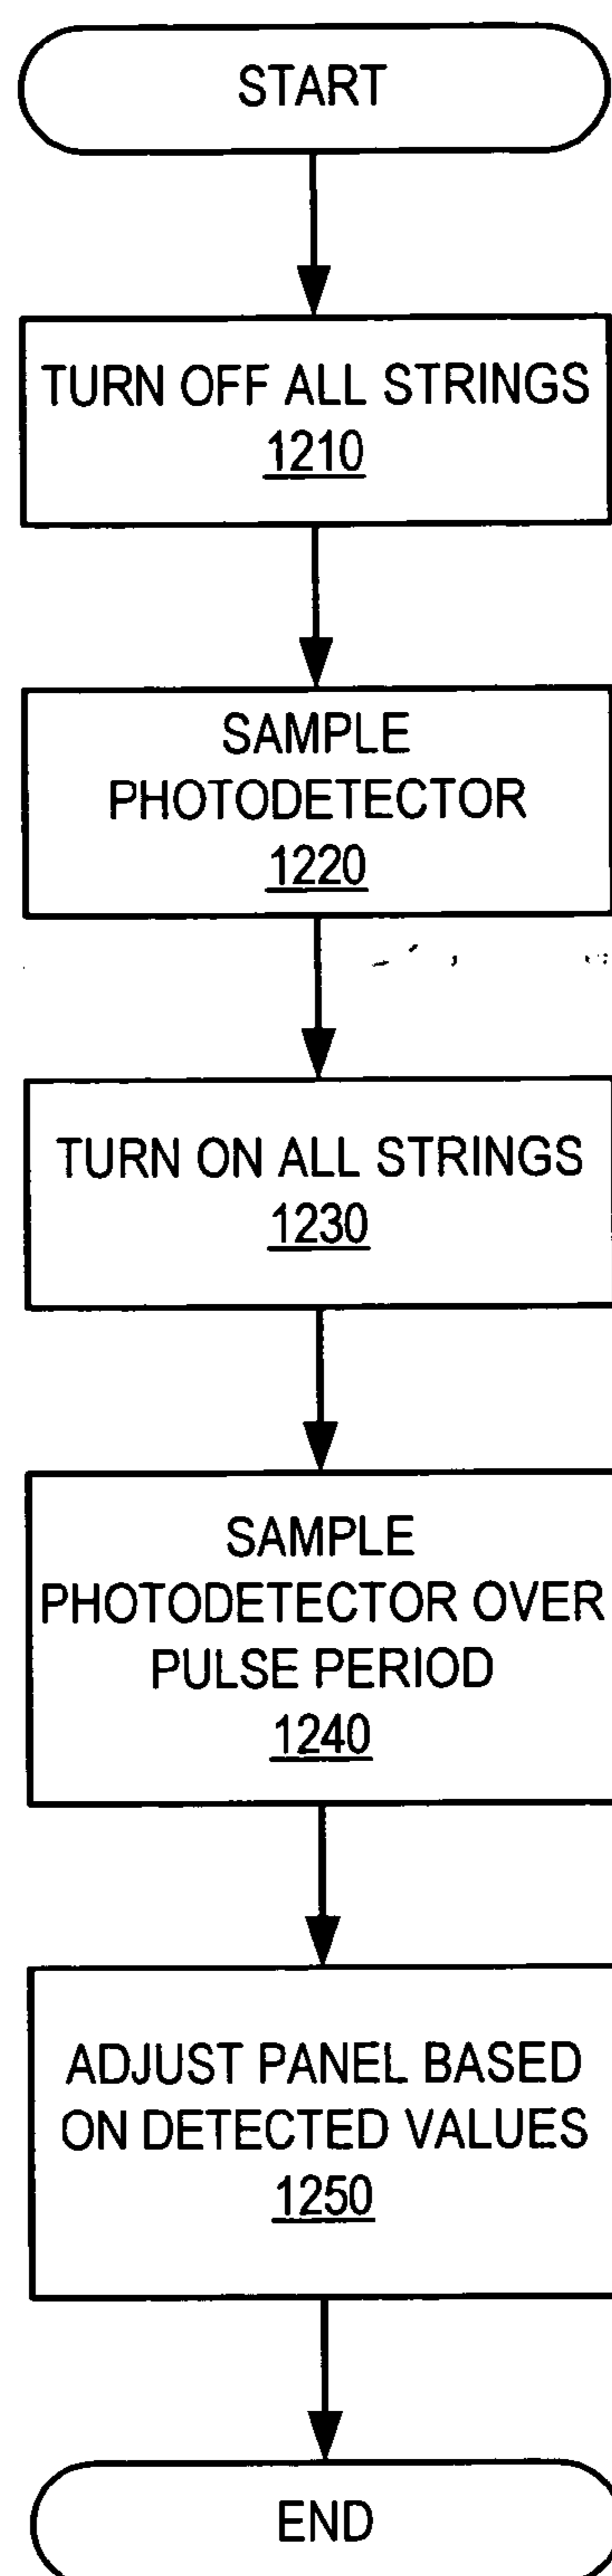 START
TURN OFF ALL STRINGS
1210
SAMPLE
PHOTODETECTOR
1220
TURN ON ALL STRINGS
1230
SAMPLE
PHOTODETECTOR OVER
PULSE PERIOD
1240
ADJUST PANEL BASED
ON DETECTED VALUES
1250
END